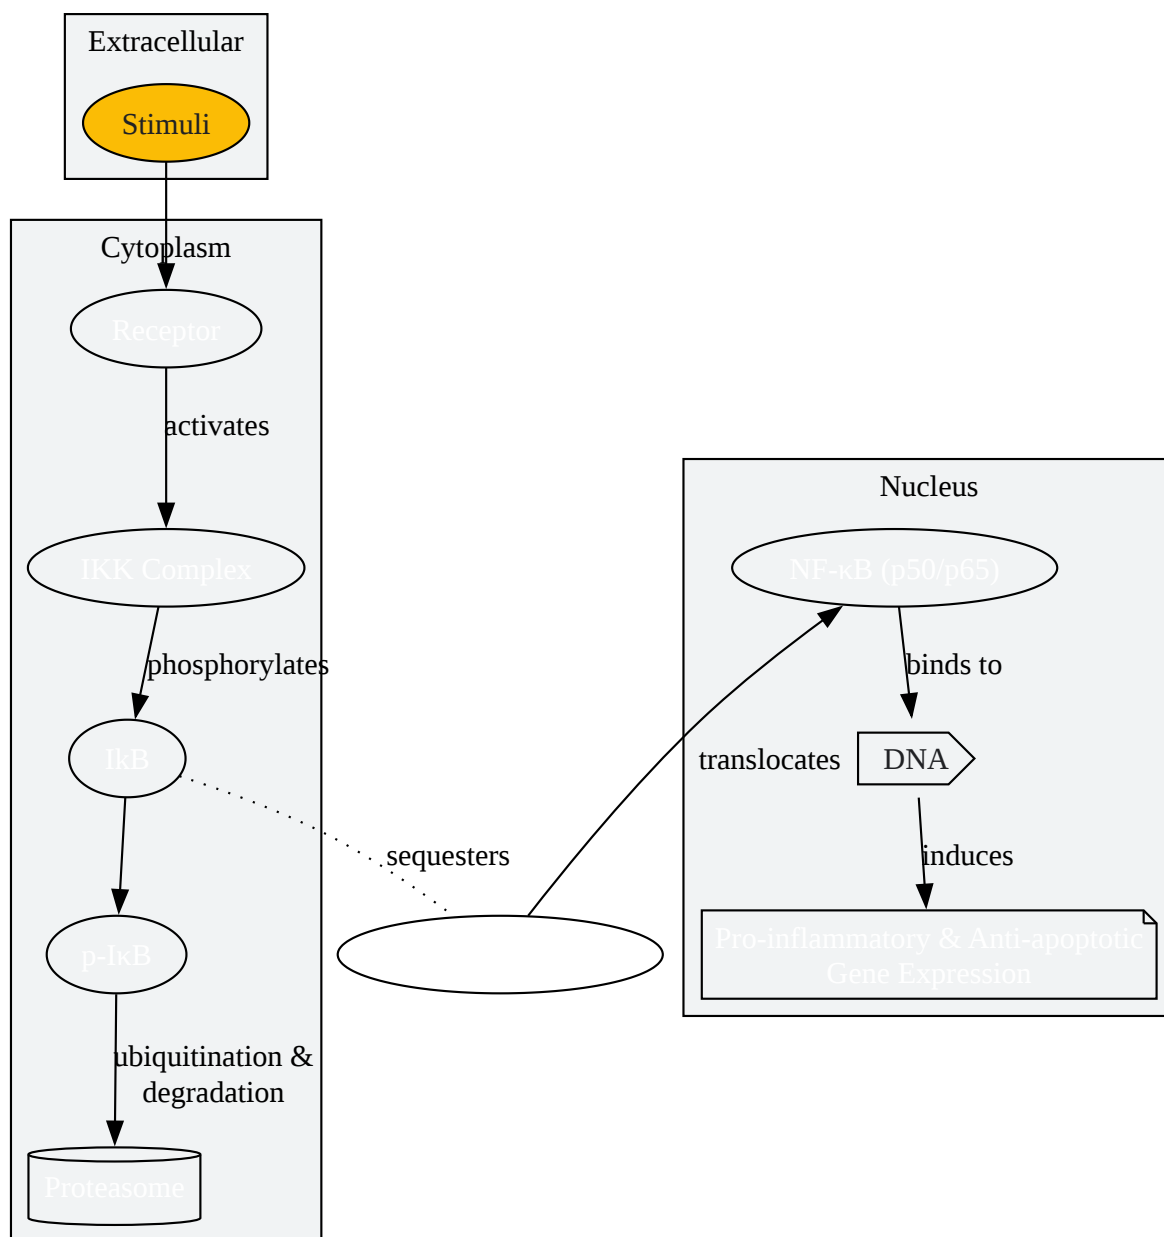 Extracellular
Stimuli
Cytoplasm
Receptor
activates
IKK Complex
phosphorylates
IkB
sequesters
p-IκB
ubiquitination &
degradation
Proteasome
Nucleus
NF-κB (p50/p65)
binds to
translocates
DNA
induces
Pro-inflammatory & Anti-apoptotic
Gene Expression